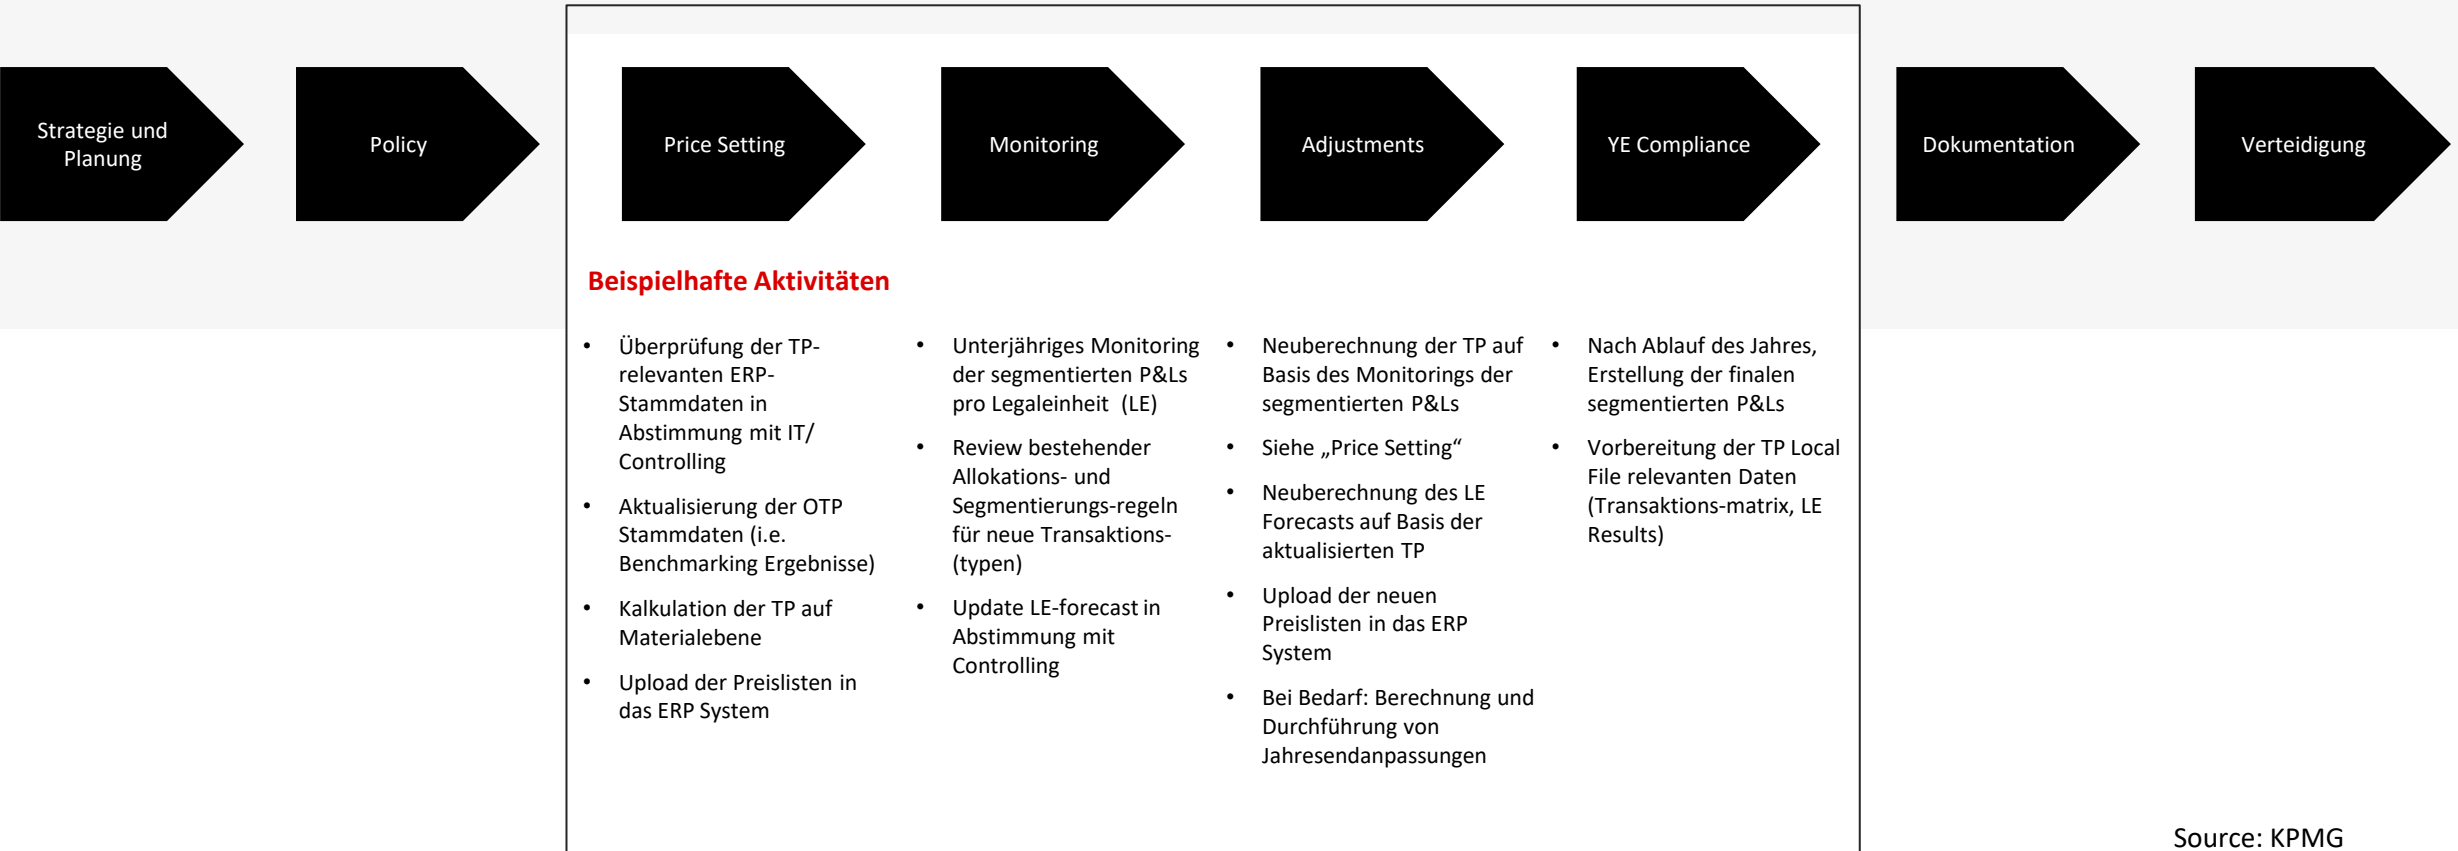 Strategie und
Planung
Policy
Price Setting
Monitoring
Adjustments
YE Compliance
Dokumentation
Verteidigung
Beispielhafte Aktivitäten
• Überprüfung der TP-
relevanten ERP-
Stammdaten in
Abstimmung mit IT/
Controlling
• Aktualisierung der OTP
Stammdaten (i.e.
Benchmarking Ergebnisse)
• Kalkulation der TP auf
Materialebene
• Upload der Preislisten in
das ERP System
• Unterjähriges Monitoring
der segmentierten P&Ls
pro Legaleinheit (LE)
• Review bestehender
Allokations- und
Segmentierungs-regeln
für neue Transaktions-
(typen)
• Update LE-forecast in
Abstimmung mit
Controlling
• Neuberechnung der TP auf
Basis des Monitorings der
segmentierten P&Ls
• Siehe „Price Setting“
• Neuberechnung des LE
Forecasts auf Basis der
aktualisierten TP
• Upload der neuen
Preislisten in das ERP
System
• Bei Bedarf: Berechnung und
Durchführung von
Jahresendanpassungen
• Nach Ablauf des Jahres,
Erstellung der finalen
segmentierten P&Ls
• Vorbereitung der TP Local
File relevanten Daten
(Transaktions-matrix, LE
Results)
Source: KPMG